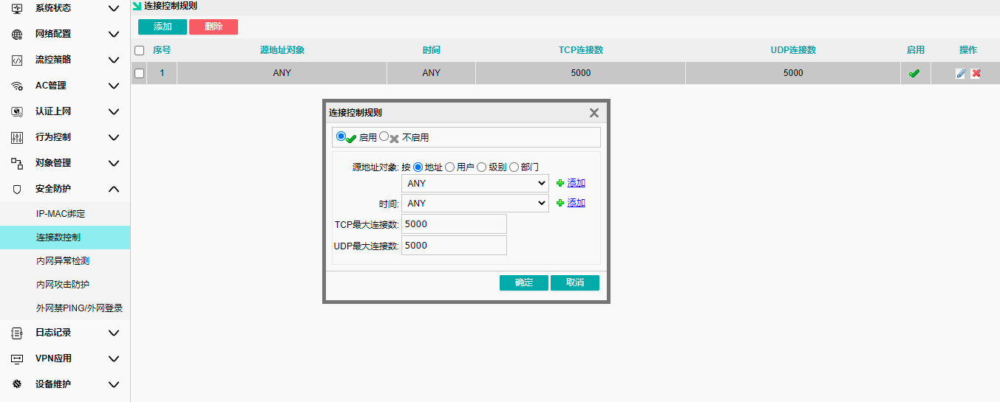 系统状态
网络配置
流控策略
AC管理
认证上网
行为控制
对象管理
安全防护
IP-MAC绑定
连接数控制
内网异常检测
内网攻击防护
外网禁PING/外网登录
日志记录
VPN应用
设备维护
连接控制规则
添加 删除
序号 源地址对象 时间 TCP连接数 UDP连接数 启用 操作
1 ANY ANY 5000 5000
连接控制规则
启用 不启用
源地址对象: 按 地址 用户 级别 部门
ANY 添加
时间: ANY 添加
TCP最大连接数: 5000
UDP最大连接数: 5000
确定 取消